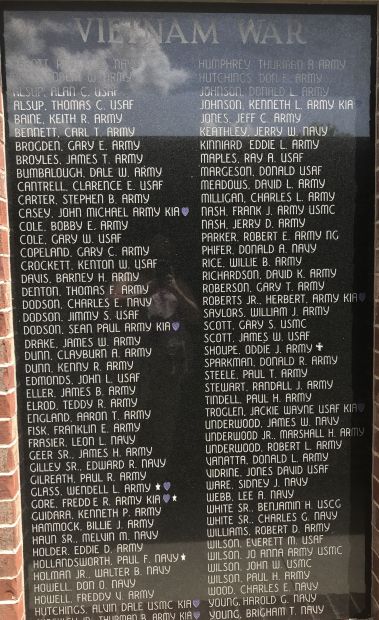 VIETNAM WAR
NAVY
ROBERT W. ARMY
ALSUP, ALAN C. USAF
ALSUP, THOMAS C. USAF
BAINE, KEITH R. ARMY
BENNETT, CARL T. ARMY
BROGDEN, GARY E. ARMY
BROYLES, JAMES T. ARMY
BUMBALOUGH, DALE W. ARMY
CANTRELL, CLARENCE E. USAF
CARTER, STEPHEN B. ARMY
CASEY, JOHN MICHAEL ARMY KIA
COLE, BOBBY E. ARMY
COLE, GARY W. USAF
COPELAND, GARY C. ARMY
CROCKETT, KENTON W. USAF
DAVIS, BARNEY H. ARMY
DENTON, THOMAS F. ARMY
DODSON, CHARLES E. NAVY
DODSON, JIMMY S. USAF
DODSON, SEAN PAUL ARMY KIA
DRAKE, JAMES W. ARMY
DUNN, CLAYBURN A. ARMY
DUNN, KENNY R. ARMY
EDMONDS, JOHN L. USAF
ELLER, JAMES B. ARMY
ELROD, TEDDY R. ARMY
ENGLAND, AARON T. ARMY
FISK, FRANKLIN E. ARMY
FRASIER, LEON L. NAVY
GEER SR., JAMES H. ARMY
GILLEY SR., EDWARD R. NAVY
GILREATH, PAUL R. ARMY
GLASS, WENDELL L. ARMY
GORE, FREDD E R. ARMY KIA
GUIDARA, KENNETH P. ARMY
HAMMOCK, BILLIE J. ARMY
HAUN SR., MELVIN M. NAVY
HOLDER, EDDIE D. ARMY
HOLLANDSWORTH, PAUL F. NAVY
HOLMAN JR., WALTER B. NAVY
HOWELL, DON O. NAVY
HOWELL, FREDDY V. ARMY
HUTCHINGS, ALVIN DALE USMC KIA
JR., THURMAN B. ARMY KIA
HUMPHREY, THURMAN R. ARMY
HUTCHINGS, DON E. ARMY
JOHNSON, DONALD L. ARMY
JOHNSON, KENNETH L. ARMY KIA
JONES, JEFF C. ARMY
KEATHLEY, JERRY W. NAVY
KINNIARD, EDDIE L. ARMY
MAPLES, RAY A. USAF
MARGESON, DONALD USAF
MEADOWS, DAVID L. ARMY
MILLIGAN, CHARLES L. ARMY
NASH, FRANK J. ARMY USMC
NASH, JERRY D. ARMY
PARKER, ROBERT E. ARMY NG
PHIFER, DONALD A. NAVY
RICE, WILLIE B. ARMY
RICHARDSON, DAVID K. ARMY
ROBERSON, GARY T. ARMY
ROBERTS JR., HERBERT, ARMY KIA
SAYLORS, WILLIAM J. ARMY
SCOTT, GARY S. USMC
SCOTT, JAMES W. USAF
SHOUPE, ODDIE J. ARMY
SPARKMAN, DONALD R. ARMY
STEELE, PAUL T. ARMY
STEWART, RANDALL J. ARMY
TINDELL, PAUL H. ARMY
TROGLEN, JACKIE WAYNE USAF KIA
UNDERWOOD, JAMES W. NAVY
UNDERWOOD JR., MARSHALL H. ARMY
UNDERWOOD, ROBERT L. ARMY
VANATTA, DONALD L. ARMY
VIDRINE, JONES DAVID USAF
WARE, SIDNEY J. NAVY
WEBB, LEE A. NAVY
WHITE SR., BENJAMIN H. USCG
WHITE SR., CHARLES G. NAVY
WILLIAMS, ROBERT D. ARMY
WILSON, EVERETT M. USAF
WILSON, JO ANNA ARMY USMC
WILSON, JOHN W. USMC
WILSON, PAUL H. ARMY
WOOD, CHARLES E. NAVY
YOUNG, HAROLD G. NAVY
YOUNG, BRIGHAM T. NAVY